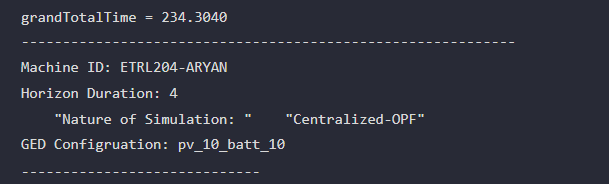 grandTotalTime = 234.3040
------------------------------------------------------------
Machine ID: ETRL204-ARYAN
Horizon Duration: 4
    "Nature of Simulation: "    "Centralized-OPF"
GED Configruation: pv_10_batt_10
-----------------------------